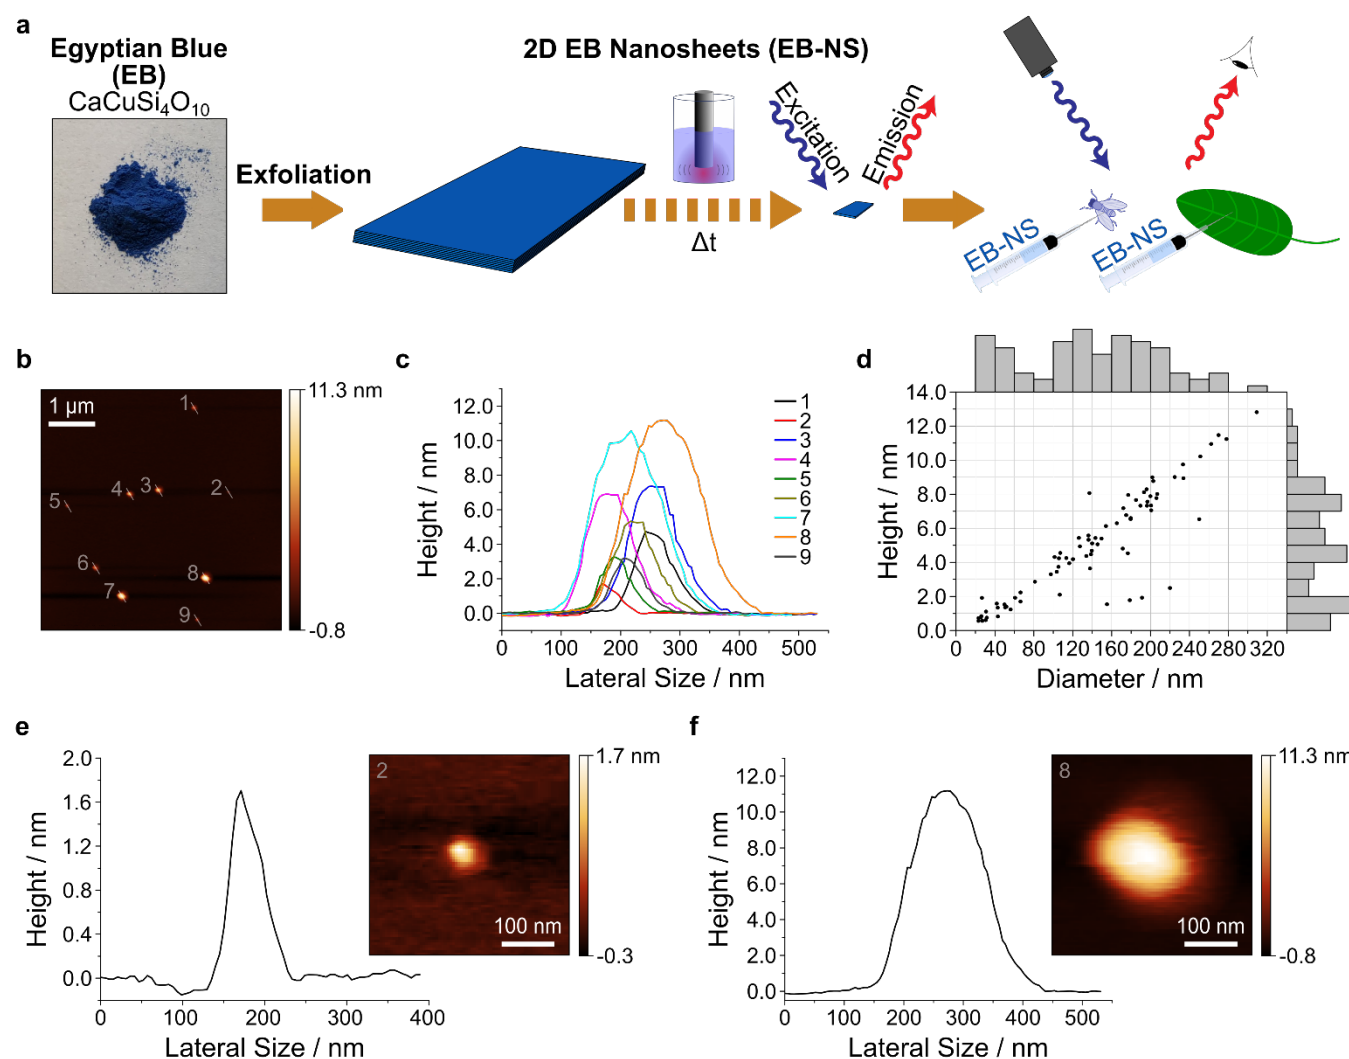 a
Egyptian Blue
(EB)
CaCuSi₄O₁₀
Exfoliation
2D EB Nanosheets (EB-NS)
Δt
Excitation
Emission
EB-NS
EB-NS
b
1 µm
1
2
3
4
5
6
7
8
9
11.3 nm
-0.8
c
Height / nm
12.0
10.0
8.0
6.0
4.0
2.0
0.0
0 100 200 300 400 500
Lateral Size / nm
1
2
3
4
5
6
7
8
9
d
Height / nm
14.0
12.0
10.0
8.0
6.0
4.0
2.0
0.0
0 40 80 120 160 200 240 280 320
Diameter / nm
e
Height / nm
2.0
1.6
1.2
0.8
0.4
0.0
0 100 200 300 400
Lateral Size / nm
2
100 nm
1.7 nm
-0.3
f
Height / nm
12.0
10.0
8.0
6.0
4.0
2.0
0.0
0 100 200 300 400 500
Lateral Size / nm
8
100 nm
11.3 nm
-0.8